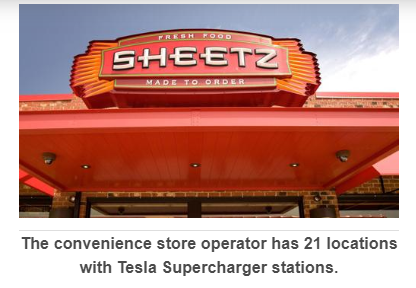 FRESH FOOD
SHEETZ
MADE TO ORDER
The convenience store operator has 21 locations
with Tesla Supercharger stations.